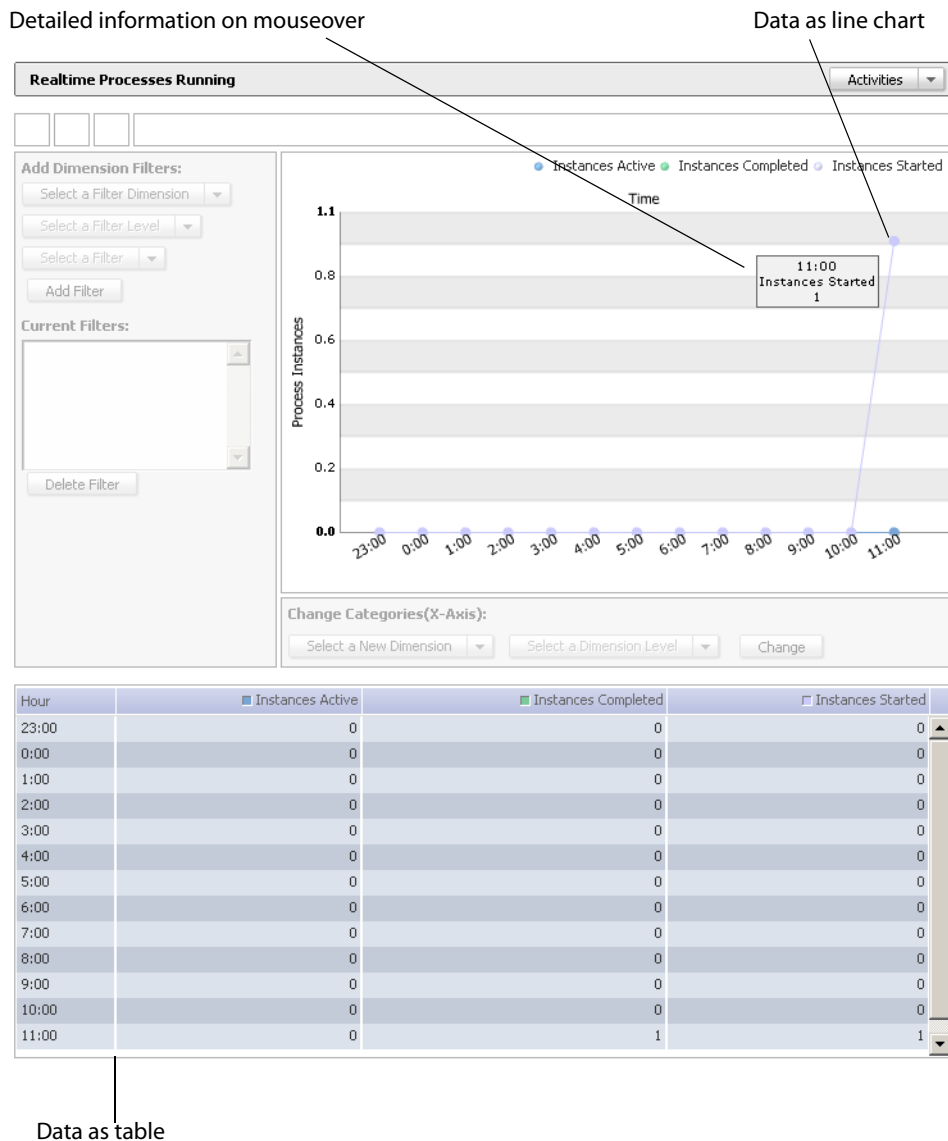 Detailed information on mouseover
Data as line chart
Realtime Processes Running
Activities
Add Dimension Filters:
Select a Filter Dimension
Select a Filter Level
Select a Filter
Add Filter
Current Filters:
Delete Filter
Instances Active Instances Completed Instances Started
Time
1.1
0.8
0.6
0.4
0.2
0.0
Process Instances
11:00
Instances Started
1
23:00 0:00 1:00 2:00 3:00 4:00 5:00 6:00 7:00 8:00 9:00 10:00 11:00
Change Categories(X-Axis):
Select a New Dimension Select a Dimension Level Change
Hour Instances Active Instances Completed Instances Started
23:00 0 0 0
0:00 0 0 0
1:00 0 0 0
2:00 0 0 0
3:00 0 0 0
4:00 0 0 0
5:00 0 0 0
6:00 0 0 0
7:00 0 0 0
8:00 0 0 0
9:00 0 0 0
10:00 0 0 0
11:00 0 1 1
Data as table